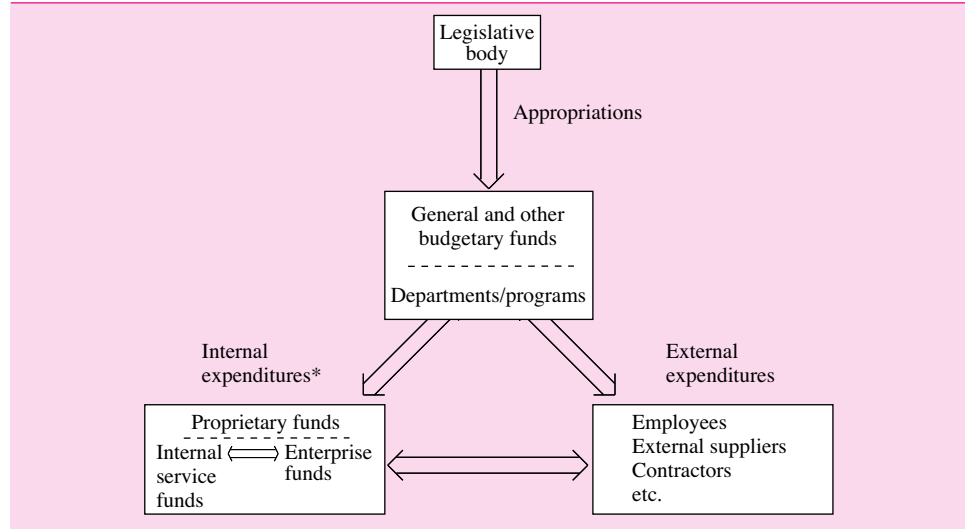 Legislative
body
Appropriations
General and other
budgetary funds
Departments/programs
Internal
expenditures*
External
expenditures
Proprietary funds
Internal
service
funds
Enterprise
funds
Employees
External suppliers
Contractors
etc.